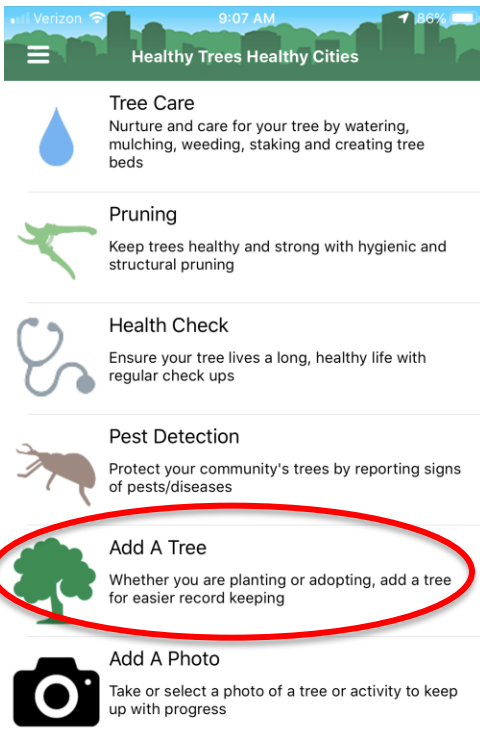 Verizon 9:07 AM 86%
Healthy Trees Healthy Cities
Tree Care
Nurture and care for your tree by watering,
mulching, weeding, staking and creating tree
beds
Pruning
Keep trees healthy and strong with hygienic and
structural pruning
Health Check
Ensure your tree lives a long, healthy life with
regular check ups
Pest Detection
Protect your community's trees by reporting signs
of pests/diseases
Add A Tree
Whether you are planting or adopting, add a tree
for easier record keeping
Add A Photo
Take or select a photo of a tree or activity to keep
up with progress